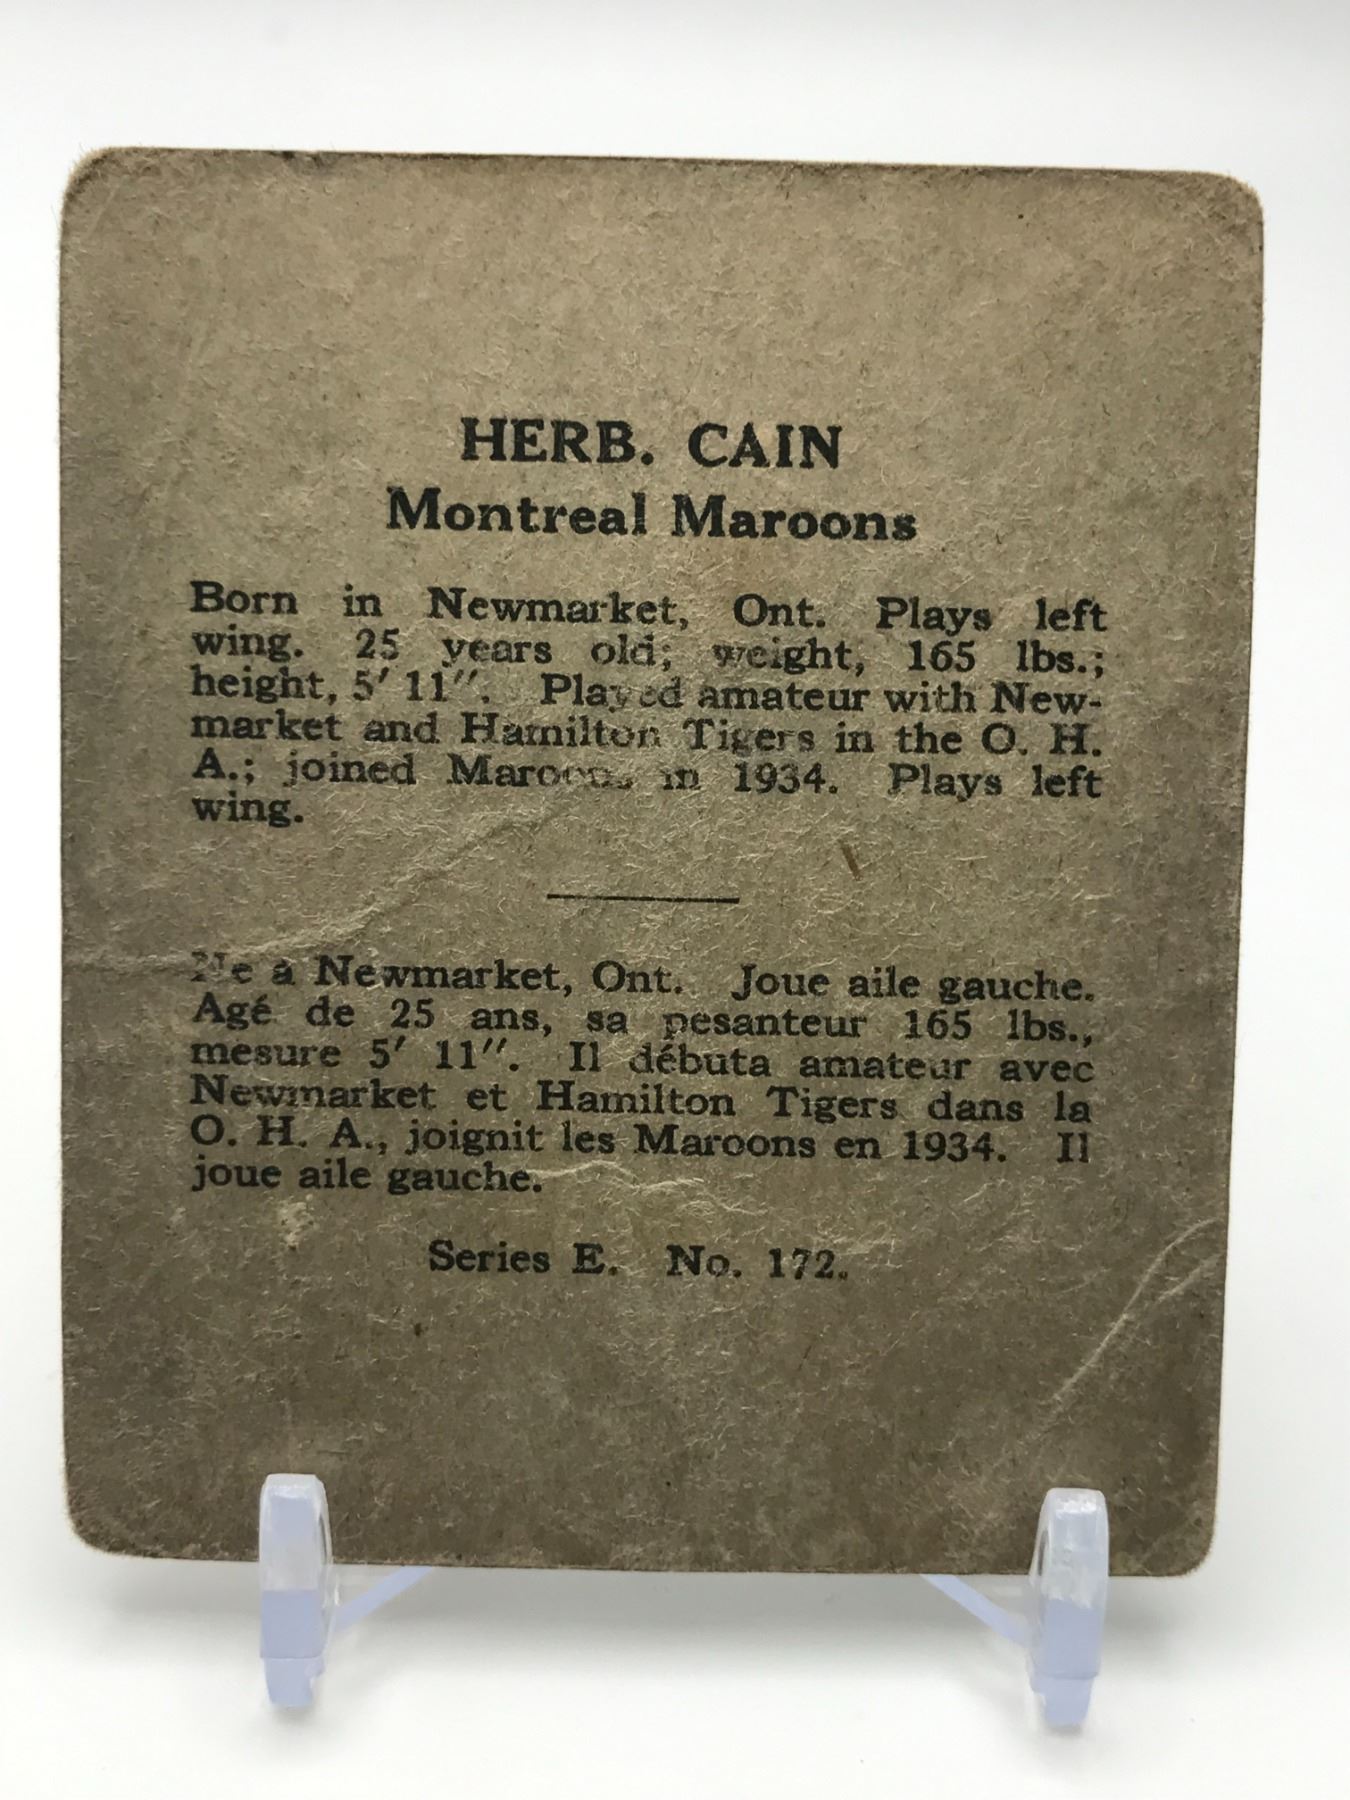 HERB. CAIN
Montreal Maroons
Born in Newmarket, Ont. Plays left
wing. 25 years old; weight, 165 lbs.;
height, 5′ 11″. Played amateur with New-
market and Hamilton Tigers in the O. H.
A.; joined Maroons in 1934. Plays left
wing.
Ne à Newmarket, Ont. Joue aile gauche.
Agé de 25 ans, sa pesanteur 165 lbs.,
mesure 5′ 11″. Il débuta amateur avec
Newmarket et Hamilton Tigers dans la
O. H. A., joignit les Maroons en 1934. Il
joue aile gauche.
Series E. No. 172.